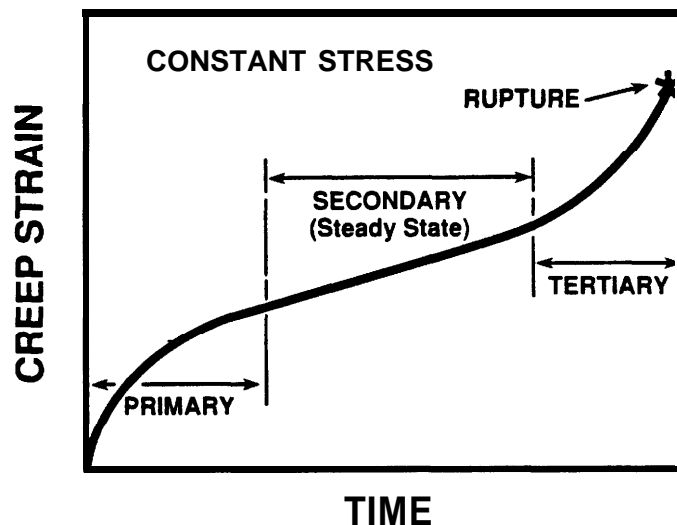 CONSTANT STRESS
RUPTURE
SECONDARY
(Steady State)
TERTIARY
PRIMARY
CREEP STRAIN
TIME